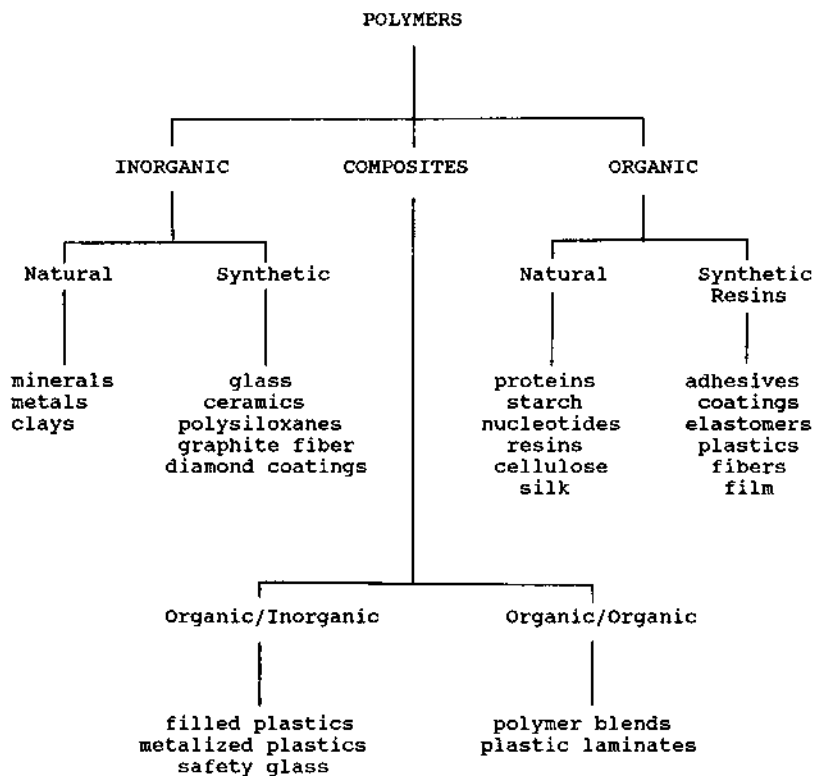 POLYMERS
INORGANIC
COMPOSITES
ORGANIC
Natural
Synthetic
Natural
Synthetic
Resins
minerals
metals
clays
glass
ceramics
polysiloxanes
graphite fiber
diamond coatings
proteins
starch
nucleotides
resins
cellulose
silk
adhesives
coatings
elastomers
plastics
fibers
film
Organic/Inorganic
Organic/Organic
filled plastics
metalized plastics
safety glass
polymer blends
plastic laminates